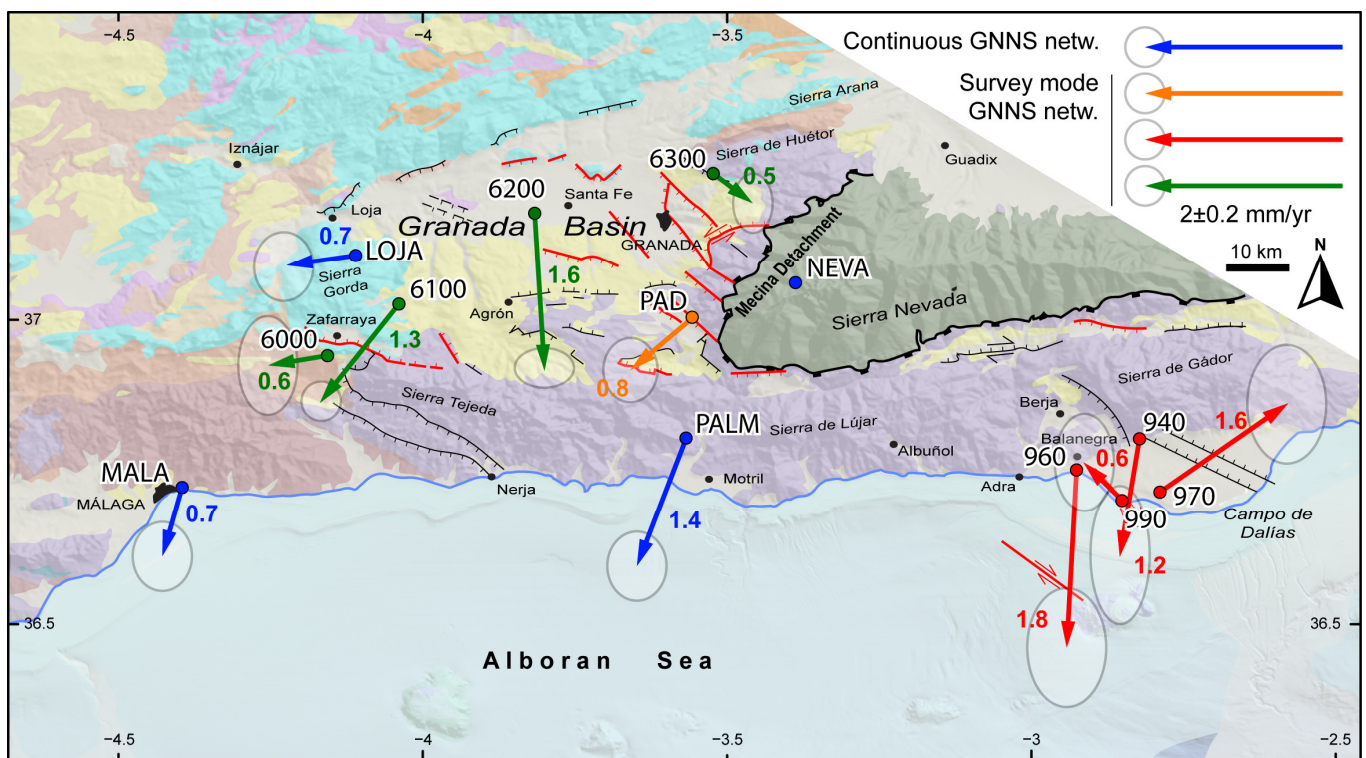 -4.5
-4
-3.5
Continuous GNNS netw.
Survey mode
GNNS netw.
2±0.2 mm/yr
10 km
N
Sierra Arana
Iznájar
Sierra de Huétor
Guadix
6300
0.5
6200
Santa Fe
Loja
Granada Basin
GRANADA
0.7
LOJA
Sierra
Gorda
1.6
Mecina Detachment
NEVA
6100
Agrón
PAD
Sierra Nevada
37
Zafarraya
6000
1.3
0.6
0.8
Sierra Tejeda
Sierra de Gádor
Berja
PALM
Sierra de Lújar
Albuñol
Balanegra
940
1.6
960
0.6
MALA
MÁLAGA
Nerja
Motril
Adra
970
990
0.7
1.4
Campo de
Dalías
1.2
1.8
36.5
36.5
Alboran Sea
-4.5
-4
-3.5
-3
-2.5